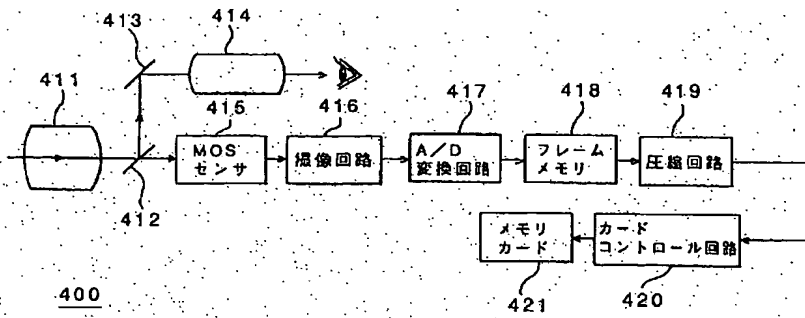 413
414
411
415
416
417
418
419
MOS
センサ
撮像回路
A/D
変換回路
フレーム
メモリ
圧縮回路
412
メモリ
カード
カード
コントロール回路
421
420
400